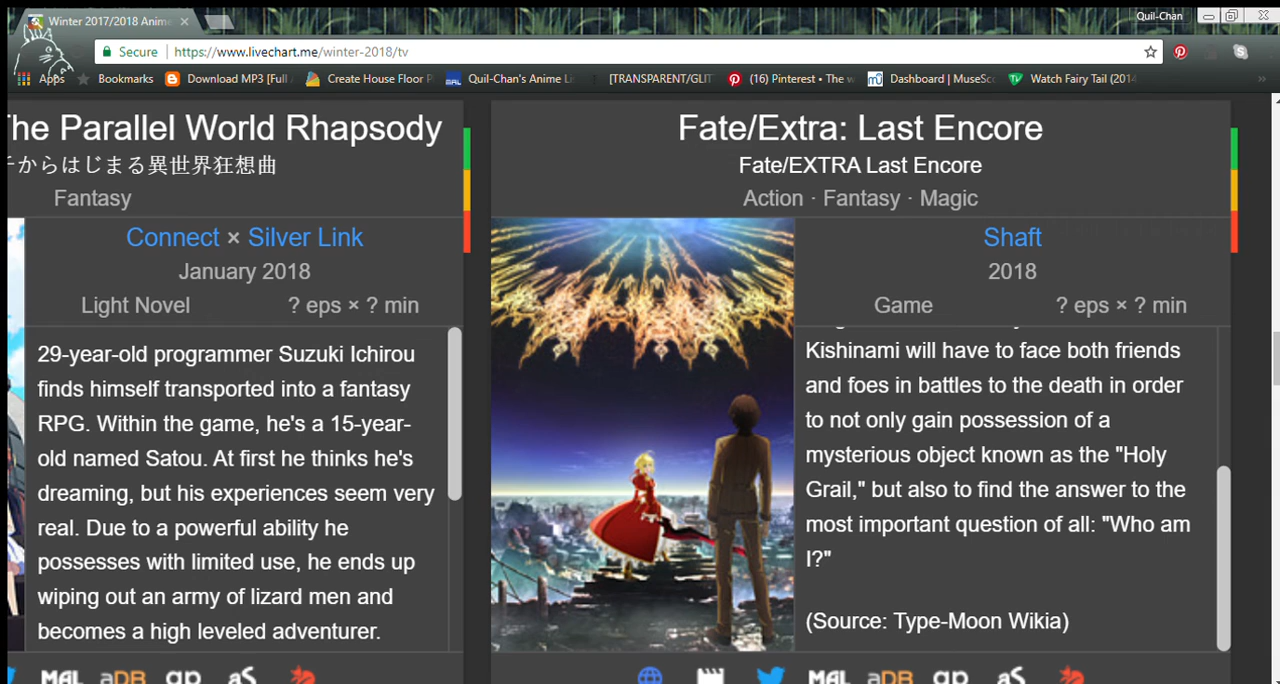 Winter 2017/2018 Anime
Quil-Chan
Secure
https://www.livechart.me/winter-2018/tv
Apps
Bookmarks
Download MP3 [Full
Create House Floor P
Quil-Chan's Anime Li
[TRANSPARENT/GLIT
(16) Pinterest • The w
Dashboard | MuseSc
Watch Fairy Tail (2014
The Parallel World Rhapsody
からはじまる異世界狂想曲
Fantasy
Connect × Silver Link
January 2018
Light Novel
? eps × ? min
29-year-old programmer Suzuki Ichirou
finds himself transported into a fantasy
RPG. Within the game, he's a 15-year-
old named Satou. At first he thinks he's
dreaming, but his experiences seem very
real. Due to a powerful ability he
possesses with limited use, he ends up
wiping out an army of lizard men and
becomes a high leveled adventurer.
MAL
aDB
ap
aS
Fate/Extra: Last Encore
Fate/EXTRA Last Encore
Action · Fantasy · Magic
Shaft
2018
Game
? eps × ? min
Kishinami will have to face both friends
and foes in battles to the death in order
to not only gain possession of a
mysterious object known as the "Holy
Grail," but also to find the answer to the
most important question of all: "Who am
I?"
(Source: Type-Moon Wikia)
MAL
aDB
ap
aS